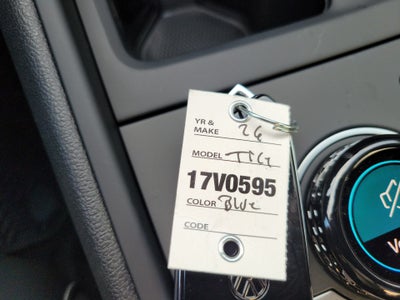 YR &
MAKE 26
MODEL TIG
17V0595
COLOR Blue
CODE